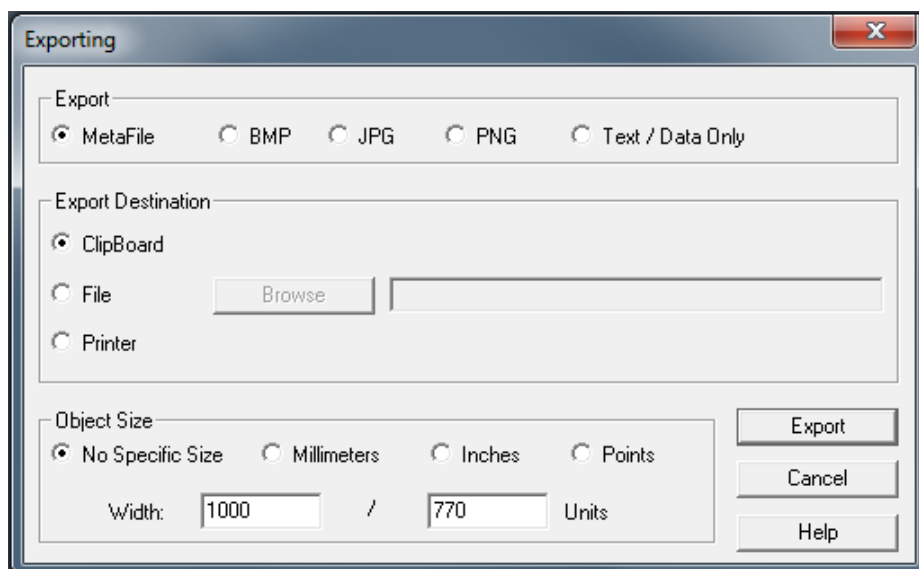 Exporting
Export
MetaFile BMP JPG PNG Text / Data Only
Export Destination
ClipBoard
File Browse
Printer
Object Size
No Specific Size Millimeters Inches Points
Width: 1000 / 770 Units
Export
Cancel
Help